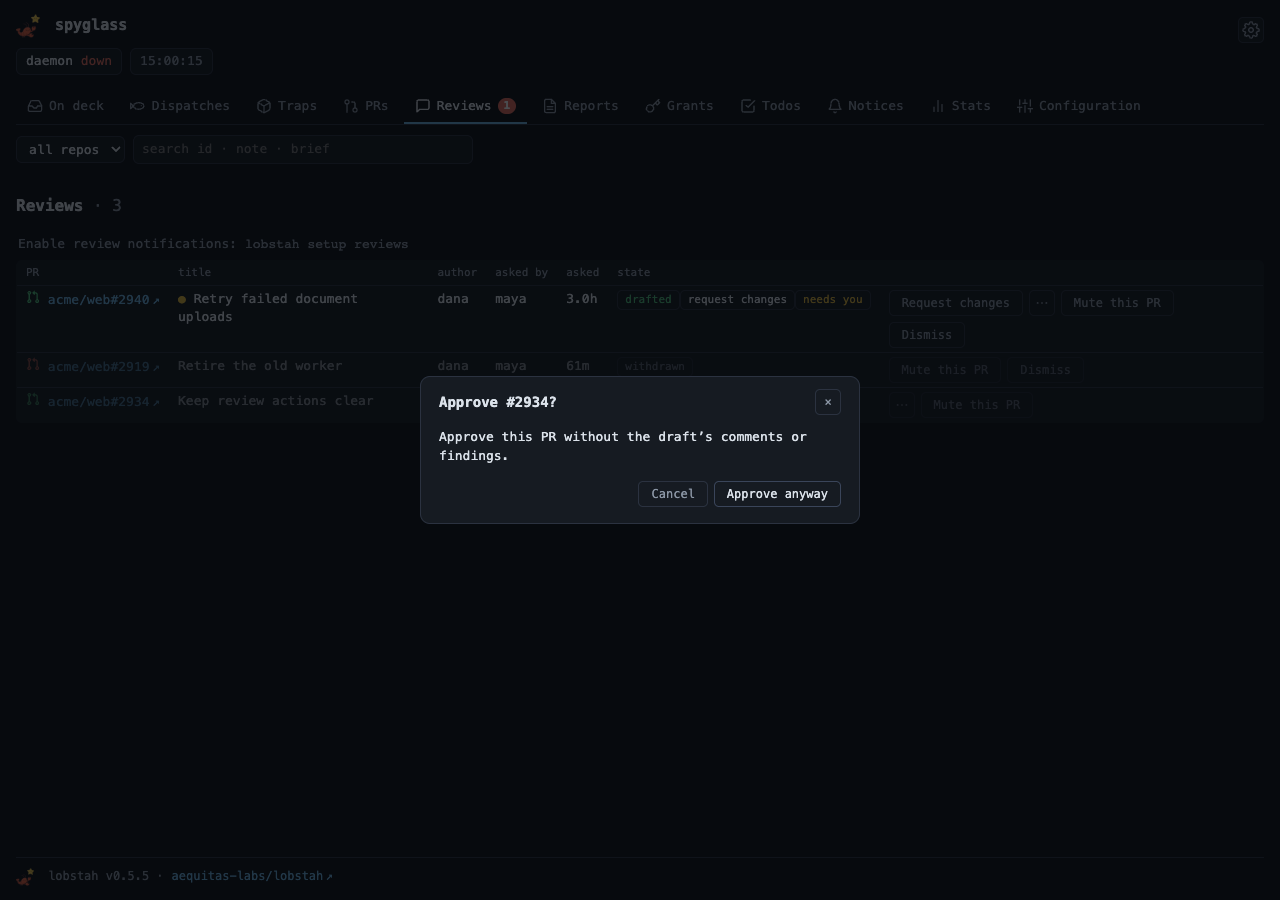 spyglass
daemon down 15:00:15
On deck Dispatches Traps PRs Reviews 1 Reports Grants Todos Notices Stats Configuration
all repos search id · note · brief
Reviews · 3
Enable review notifications: lobstah setup reviews
PR title author asked by asked state
acme/web#2940↗ Retry failed document uploads dana maya 3.0h drafted request changes needs you Request changes ··· Mute this PR
Dismiss
acme/web#2919↗ Retire the old worker dana maya 61m withdrawn Mute this PR Dismiss
acme/web#2934↗ Keep review actions clear ··· Mute this PR
Approve #2934? ×
Approve this PR without the draft’s comments or
findings.
Cancel Approve anyway
lobstah v0.5.5 · aequitas-labs/lobstah↗